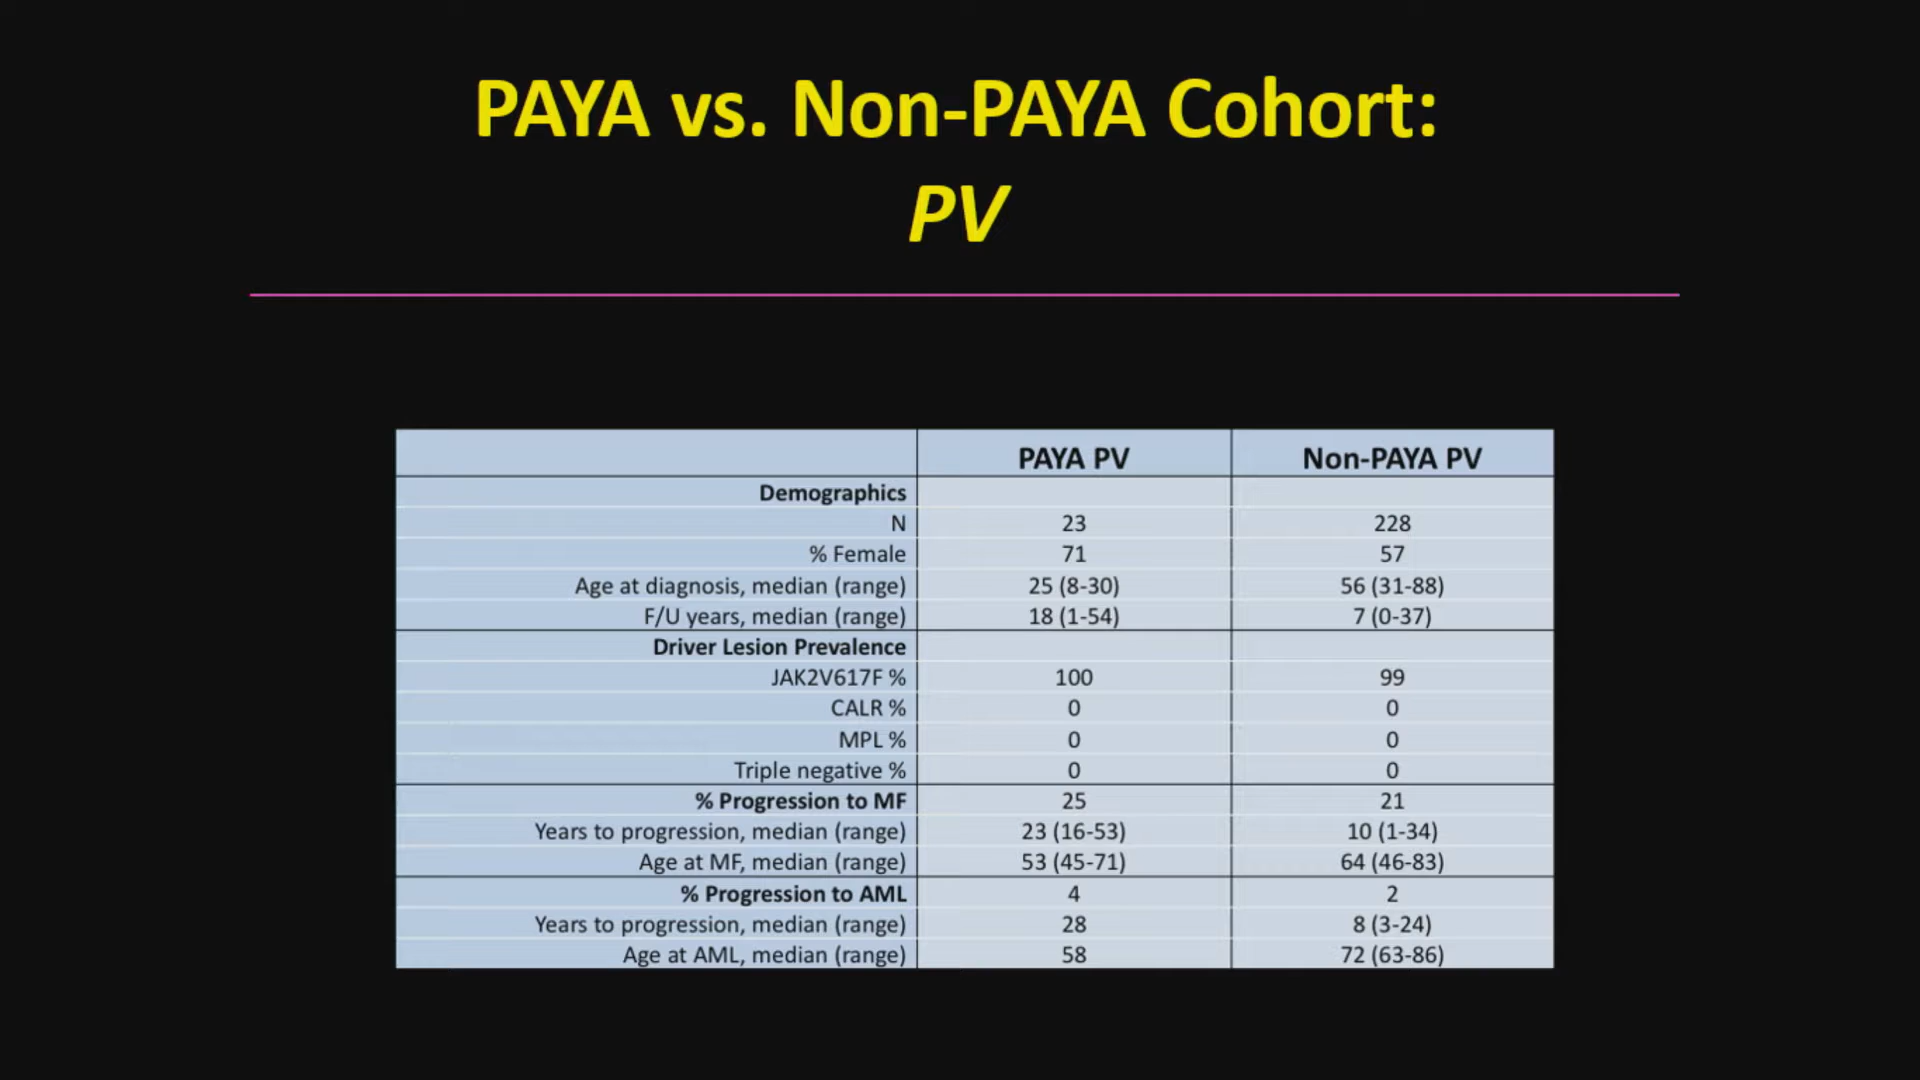 PAYA vs. Non-PAYA Cohort:
PV
PAYA PV Non-PAYA PV
Demographics
N 23 228
% Female 71 57
Age at diagnosis, median (range) 25 (8-30) 56 (31-88)
F/U years, median (range) 18 (1-54) 7 (0-37)
Driver Lesion Prevalence
JAK2V617F % 100 99
CALR % 0 0
MPL % 0 0
Triple negative % 0 0
% Progression to MF 25 21
Years to progression, median (range) 23 (16-53) 10 (1-34)
Age at MF, median (range) 53 (45-71) 64 (46-83)
% Progression to AML 4 2
Years to progression, median (range) 28 8 (3-24)
Age at AML, median (range) 58 72 (63-86)